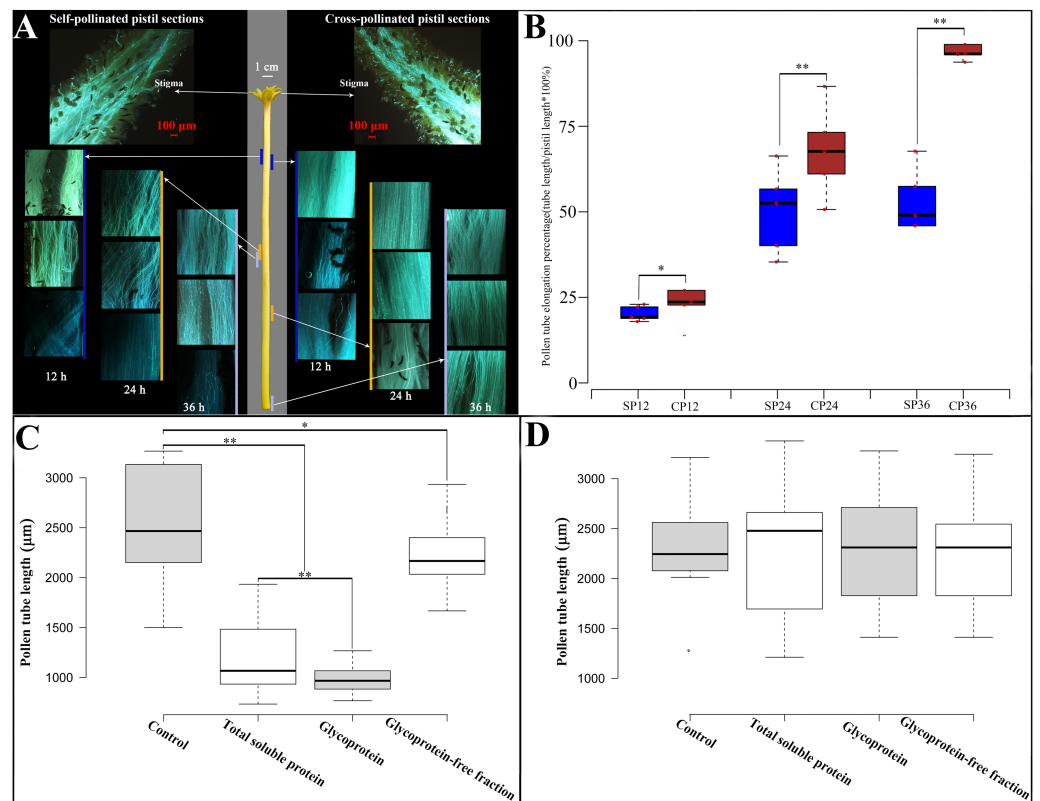 A
Self-pollinated pistil sections
Cross-pollinated pistil sections
1 cm
Stigma
Stigma
100 µm
100 µm
12 h
24 h
36 h
12 h
24 h
36 h
B
Pollen tube elongation percentage(tube length/pistil length*100%)
100
75
50
25
0
*
**
**
SP12
CP12
SP24
CP24
SP36
CP36
C
Pollen tube length (µm)
3000
2500
2000
1500
1000
*
**
**
Control
Total soluble protein
Glycoprotein
Glycoprotein-free fraction
D
Pollen tube length (µm)
3000
2500
2000
1500
1000
Control
Total soluble protein
Glycoprotein
Glycoprotein-free fraction